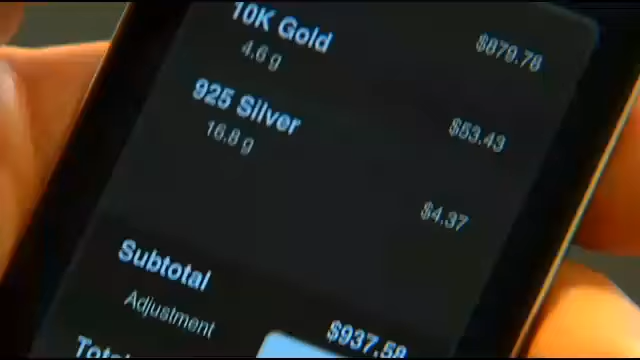 10K Gold
$879.78
4.6 g
925 Silver
$53.43
16.8 g
$4.37
Subtotal
$937.58
Adjustment